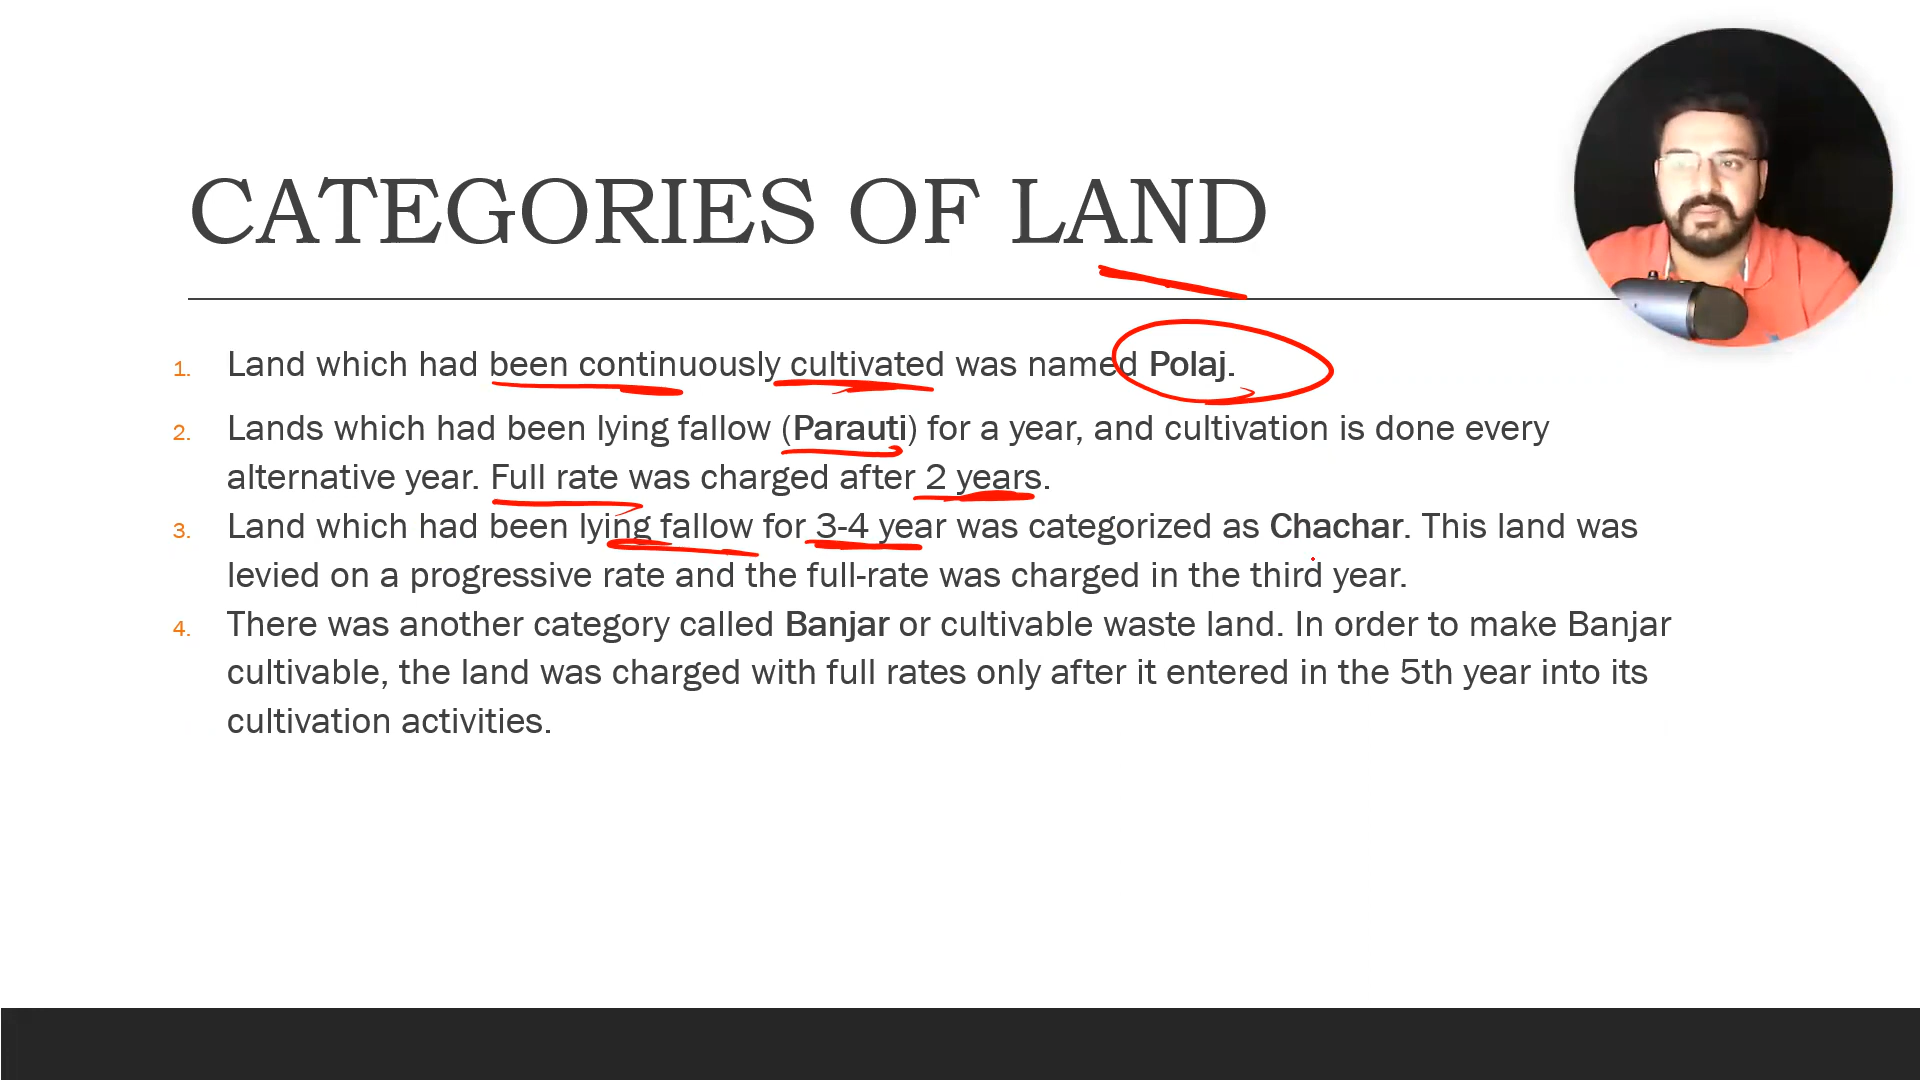 CATEGORIES OF LAND
1. Land which had been continuously cultivated was named Polaj.
2. Lands which had been lying fallow (Parauti) for a year, and cultivation is done every
alternative year. Full rate was charged after 2 years.
3. Land which had been lying fallow for 3-4 year was categorized as Chachar. This land was
levied on a progressive rate and the full-rate was charged in the third year.
4. There was another category called Banjar or cultivable waste land. In order to make Banjar
cultivable, the land was charged with full rates only after it entered in the 5th year into its
cultivation activities.